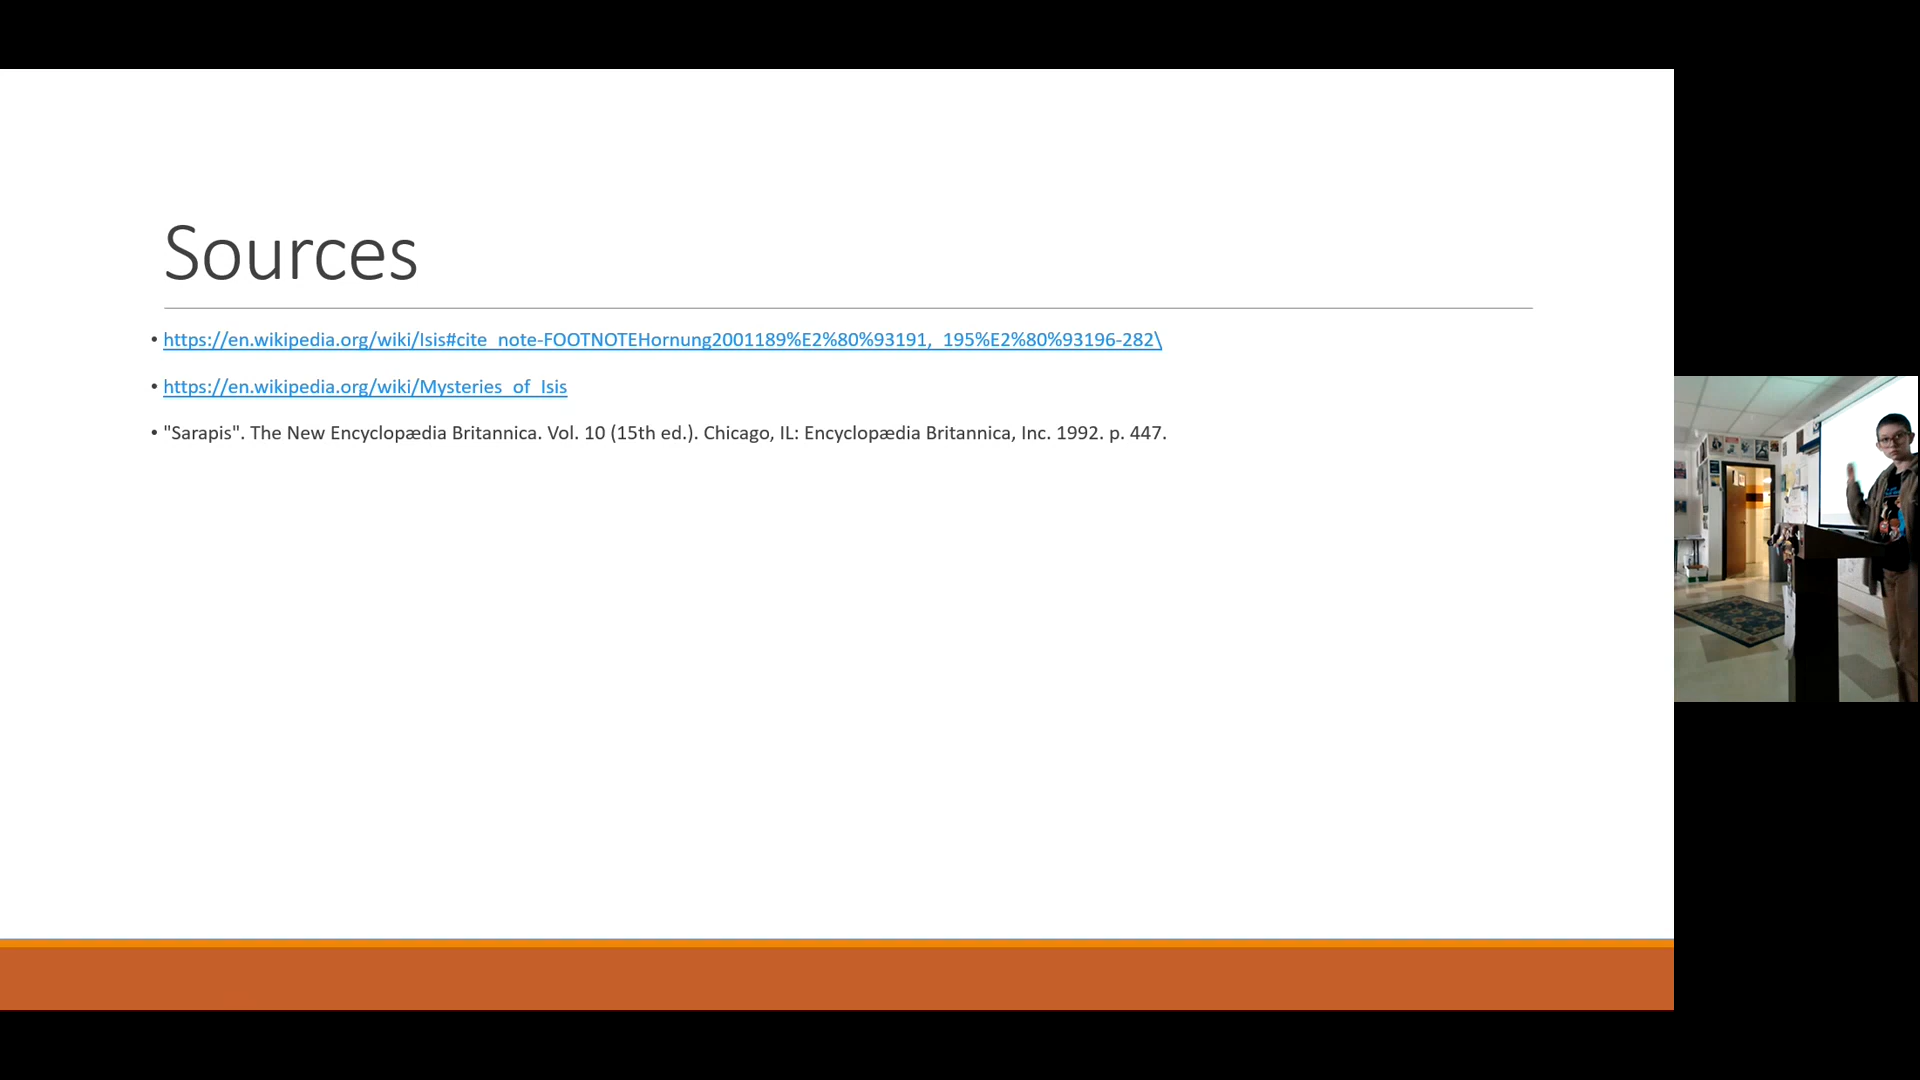 Sources
• https://en.wikipedia.org/wiki/Isis#cite_note-FOOTNOTEHornung2001189%E2%80%93191,_195%E2%80%93196-282\
• https://en.wikipedia.org/wiki/Mysteries_of_Isis
• "Sarapis". The New Encyclopædia Britannica. Vol. 10 (15th ed.). Chicago, IL: Encyclopædia Britannica, Inc. 1992. p. 447.